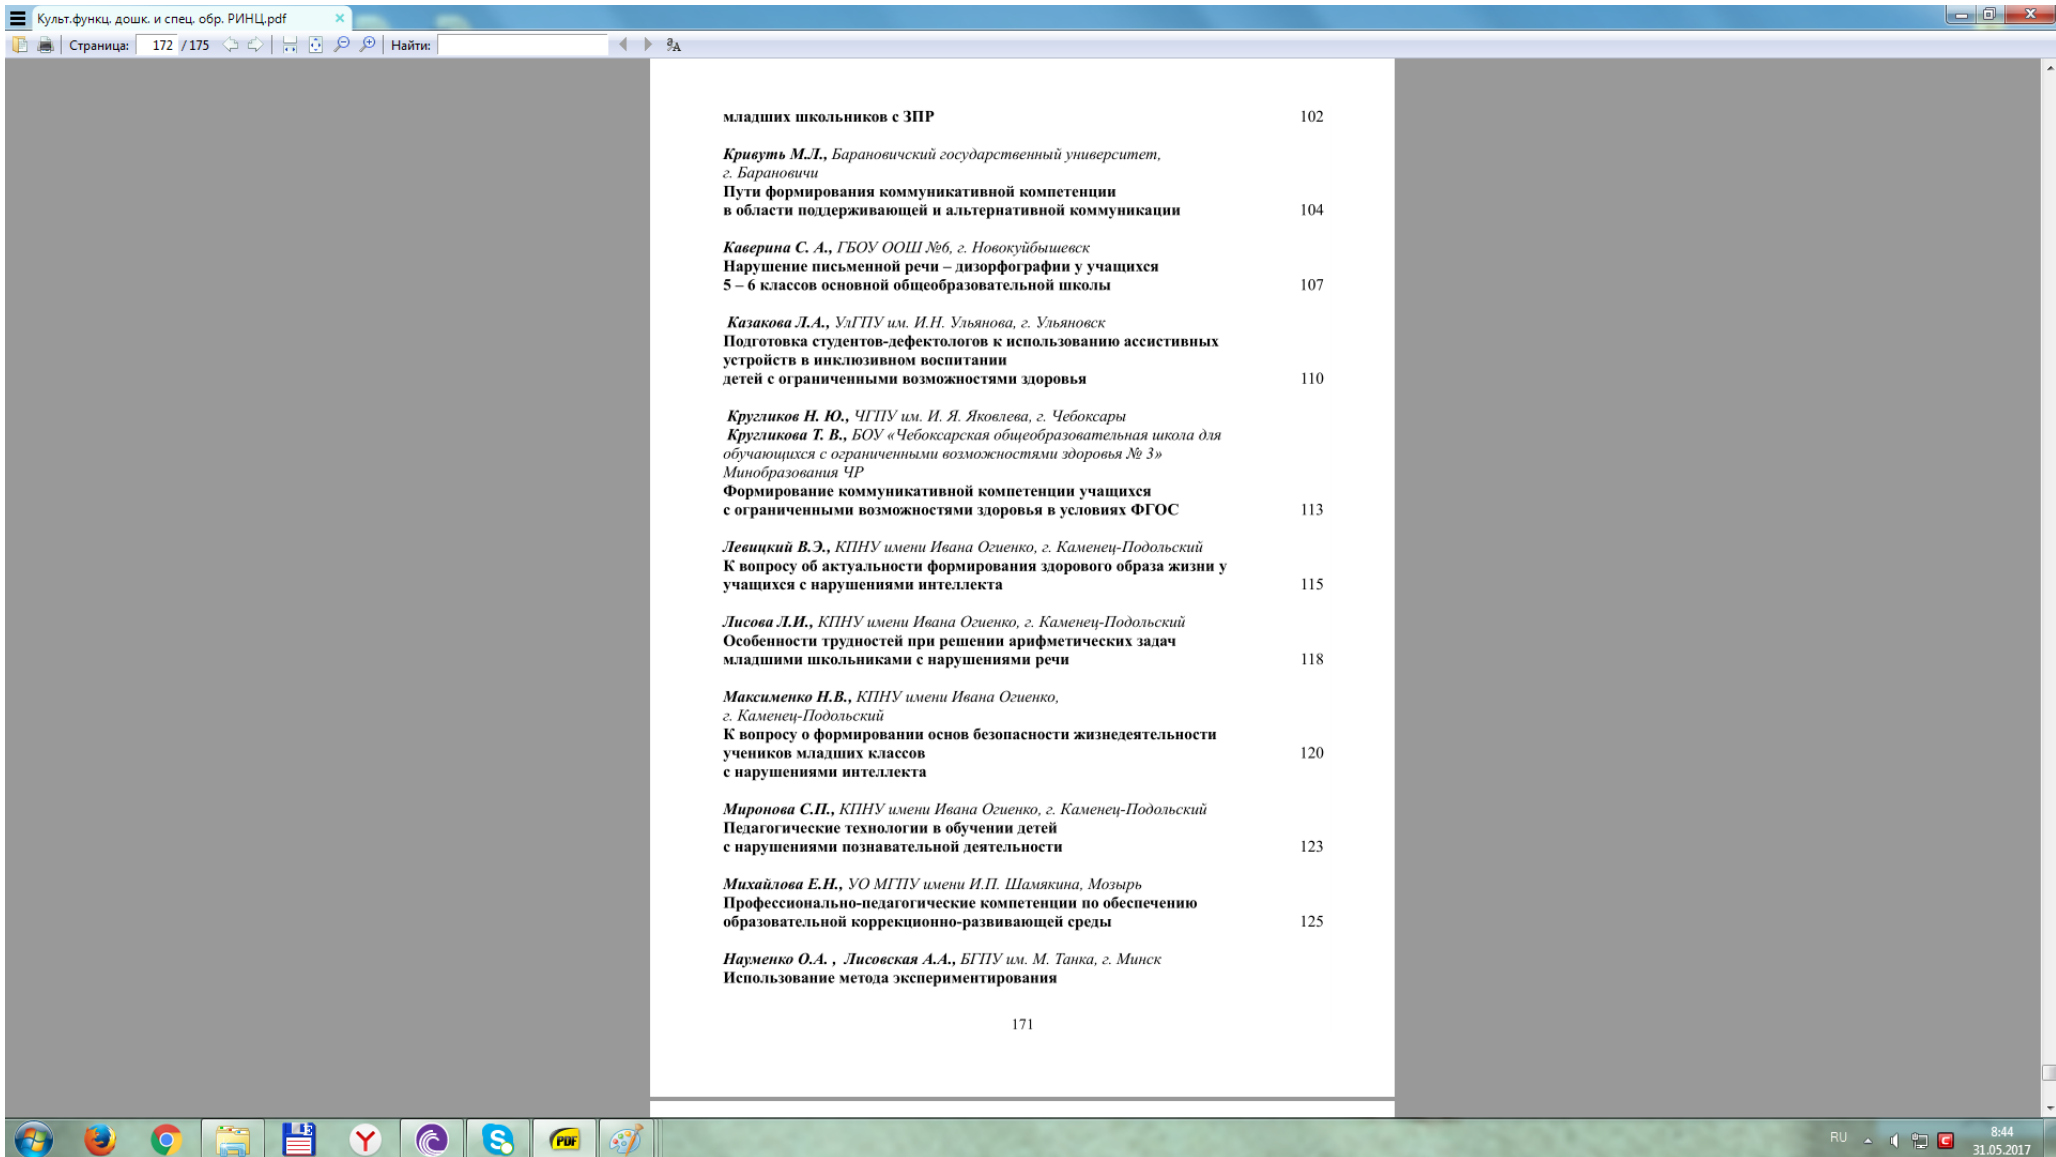 Культ.функц. дошк. и спец. обр. РИНЦ.pdf
Страница: 172 / 175 Найти:
младших школьников с ЗПР 102
Кривуть М.Л., Барановичский государственный университет,
г. Барановичи
Пути формирования коммуникативной компетенции
в области поддерживающей и альтернативной коммуникации 104
Каверина С. А., ГБОУ ООШ №6, г. Новокуйбышевск
Нарушение письменной речи – дизорфографии у учащихся
5 – 6 классов основной общеобразовательной школы 107
Казакова Л.А., УлГПУ им. И.Н. Ульянова, г. Ульяновск
Подготовка студентов-дефектологов к использованию ассистивных
устройств в инклюзивном воспитании
детей с ограниченными возможностями здоровья 110
Кругликов Н. Ю., ЧГПУ им. И. Я. Яковлева, г. Чебоксары
Кругликова Т. В., БОУ «Чебоксарская общеобразовательная школа для
обучающихся с ограниченными возможностями здоровья № 3»
Минобразования ЧР
Формирование коммуникативной компетенции учащихся
с ограниченными возможностями здоровья в условиях ФГОС 113
Левицкий В.Э., КПНУ имени Ивана Огиенко, г. Каменец-Подольский
К вопросу об актуальности формирования здорового образа жизни у
учащихся с нарушениями интеллекта 115
Лисова Л.И., КПНУ имени Ивана Огиенко, г. Каменец-Подольский
Особенности трудностей при решении арифметических задач
младшими школьниками с нарушениями речи 118
Максименко Н.В., КПНУ имени Ивана Огиенко,
г. Каменец-Подольский
К вопросу о формировании основ безопасности жизнедеятельности
учеников младших классов 120
с нарушениями интеллекта
Миронова С.П., КПНУ имени Ивана Огиенко, г. Каменец-Подольский
Педагогические технологии в обучении детей
с нарушениями познавательной деятельности 123
Михайлова Е.Н., УО МГПУ имени И.П. Шамякина, Мозырь
Профессионально-педагогические компетенции по обеспечению
образовательной коррекционно-развивающей среды 125
Науменко О.А. , Лисовская А.А., БГПУ им. М. Танка, г. Минск
Использование метода экспериментирования
171
PDF
RU
8:44
31.05.2017